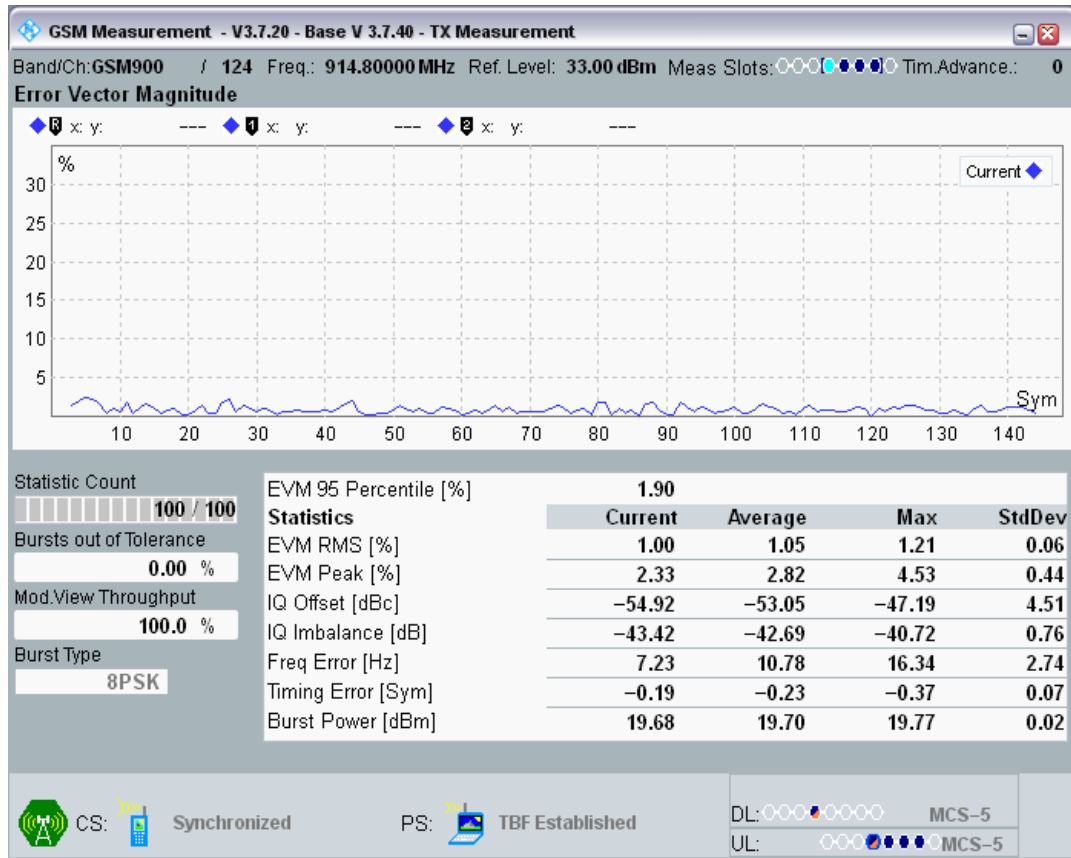 GSM Measurement - V3.7.20 - Base V 3.7.40 - TX Measurement
Band/Ch:GSM900 / 124 Freq.: 914.80000 MHz Ref. Level: 33.00 dBm Meas Slots: Tim.Advance.: 0
Error Vector Magnitude
R x: y: --- 1 x: y: --- 2 x: y: ---
%
Current
30
25
20
15
10
5
Sym
10 20 30 40 50 60 70 80 90 100 110 120 130 140
Statistic Count
100 / 100
Bursts out of Tolerance
0.00 %
Mod.View Throughput
100.0 %
Burst Type
8PSK
EVM 95 Percentile [%] 1.90
Statistics Current Average Max StdDev
EVM RMS [%] 1.00 1.05 1.21 0.06
EVM Peak [%] 2.33 2.82 4.53 0.44
IQ Offset [dBc] −54.92 −53.05 −47.19 4.51
IQ Imbalance [dB] −43.42 −42.69 −40.72 0.76
Freq Error [Hz] 7.23 10.78 16.34 2.74
Timing Error [Sym] −0.19 −0.23 −0.37 0.07
Burst Power [dBm] 19.68 19.70 19.77 0.02
CS: Synchronized PS: TBF Established
DL: MCS−5
UL: MCS−5